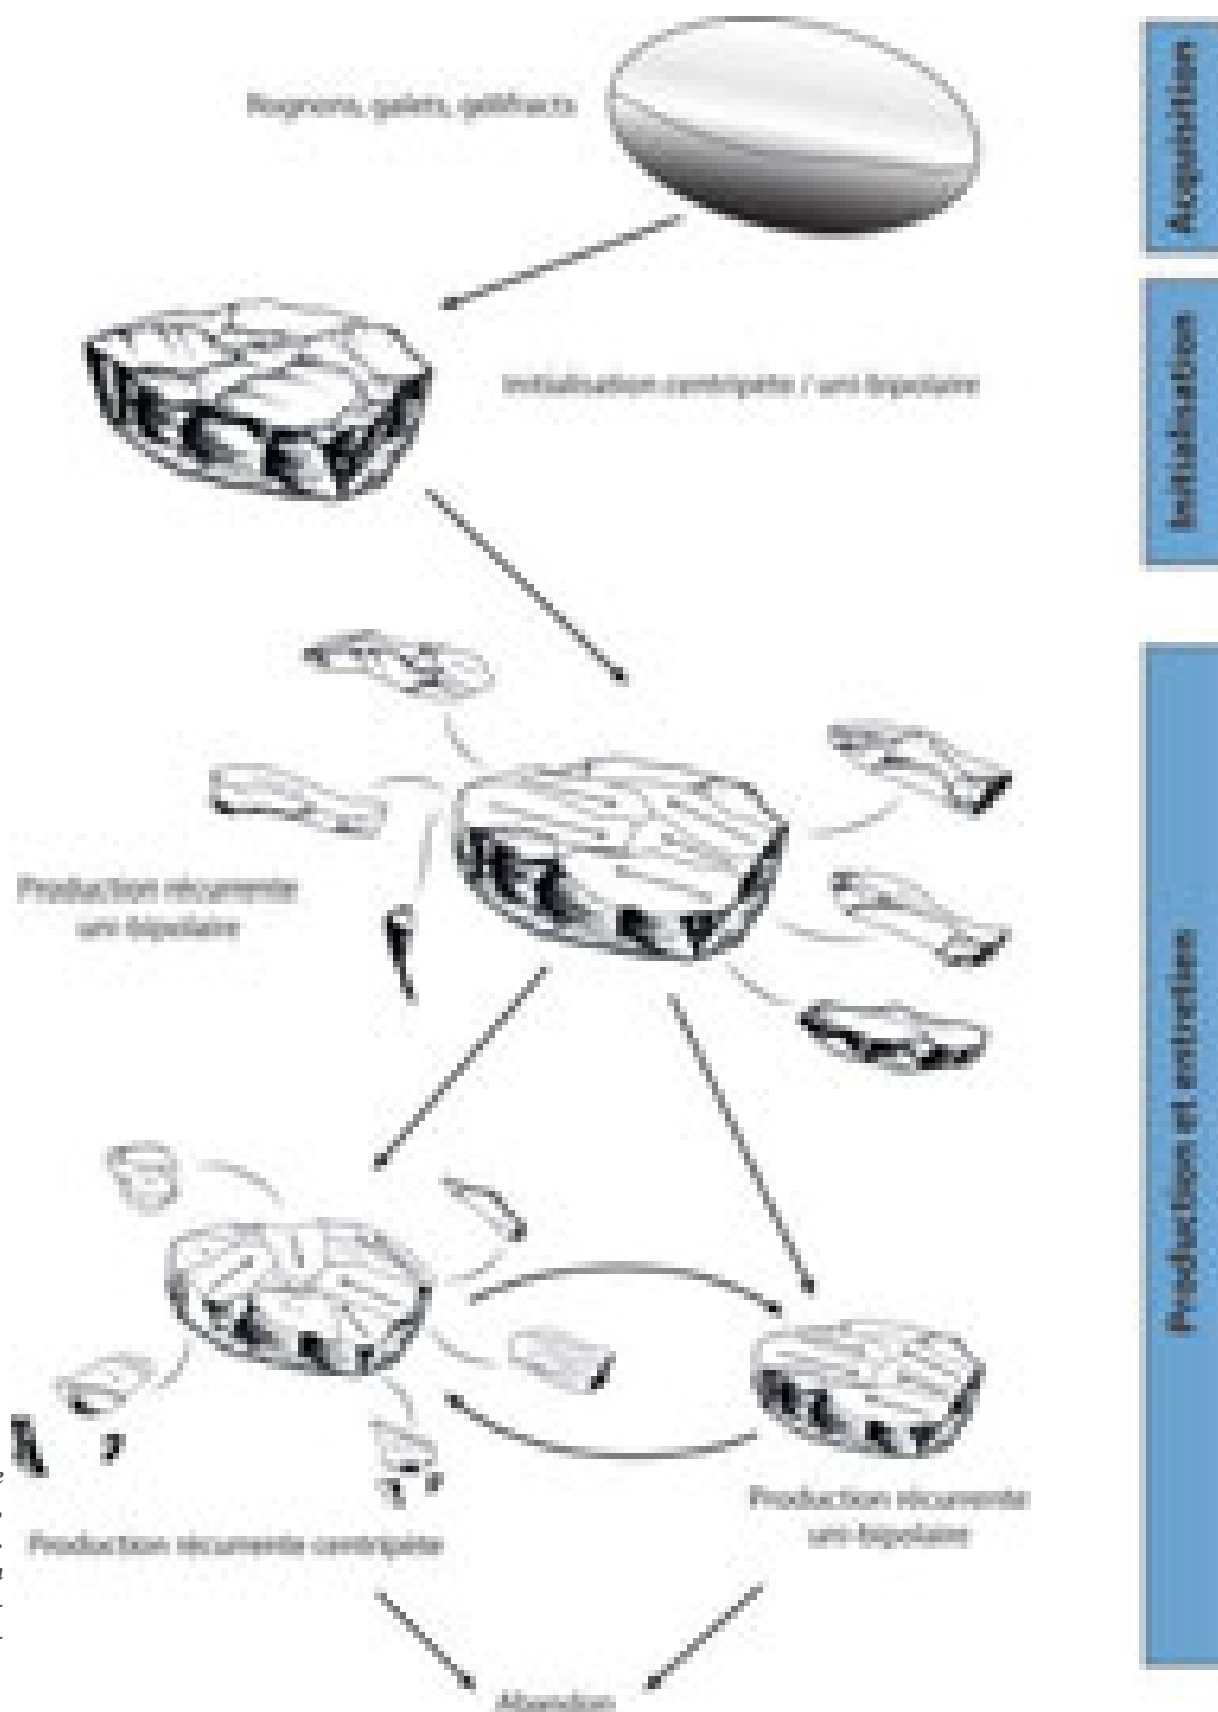 Rognons, galets, gélifracts
Acquisition
Initialisation centripète / uni-bipolaire
Initialisation
Production récurrente
uni-bipolaire
Production et entretien
Production récurrente centripète
Production récurrente
uni-bipolaire
Abandon